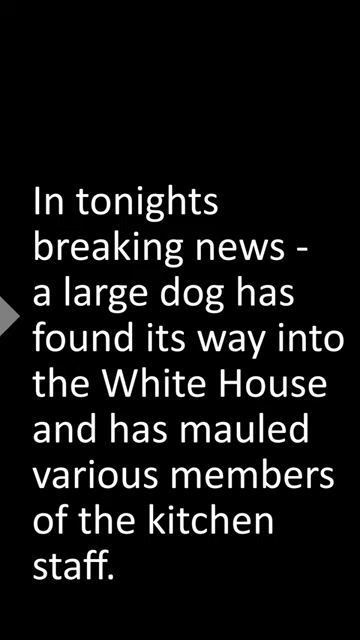 In tonights
breaking news -
a large dog has
found its way into
the White House
and has mauled
various members
of the kitchen
staff.